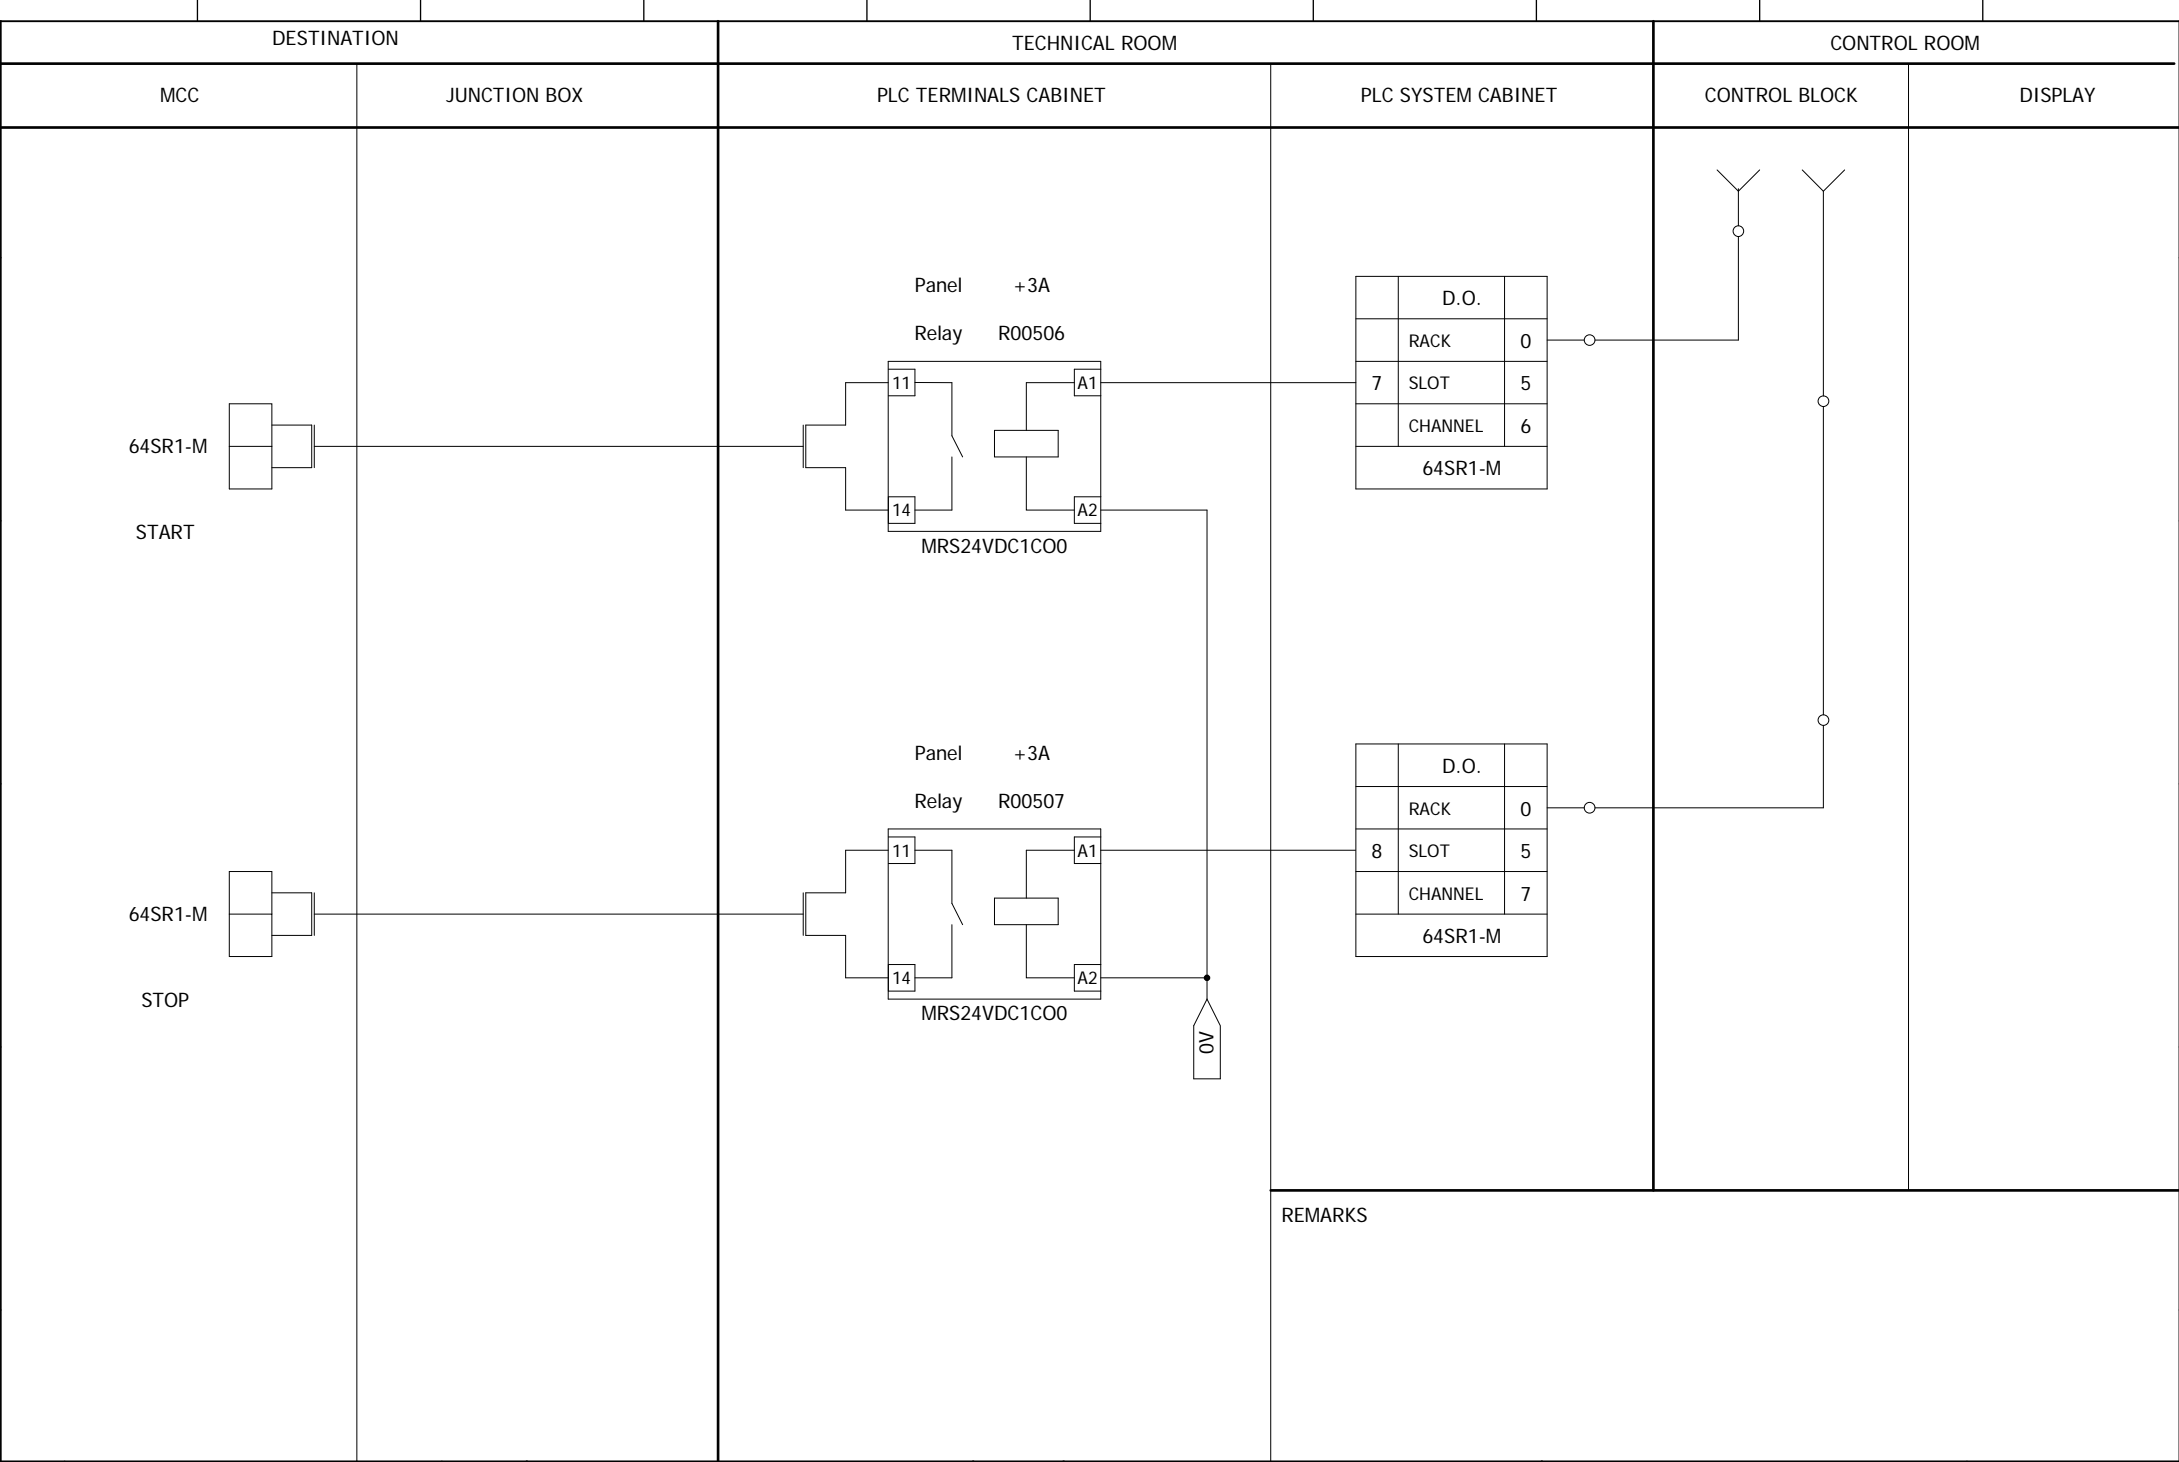 DESTINATION TECHNICAL ROOM CONTROL ROOM
MCC JUNCTION BOX PLC TERMINALS CABINET PLC SYSTEM CABINET CONTROL BLOCK DISPLAY
Panel +3A
Relay R00506
D.O.
RACK 0
11 A1 7 SLOT 5
CHANNEL 6
64SR1-M
64SR1-M
14 A2
START
MRS24VDC1CO0
Panel +3A
Relay R00507
D.O.
RACK 0
11 A1 8 SLOT 5
CHANNEL 7
64SR1-M
64SR1-M
14 A2
STOP
MRS24VDC1CO0
0V
REMARKS